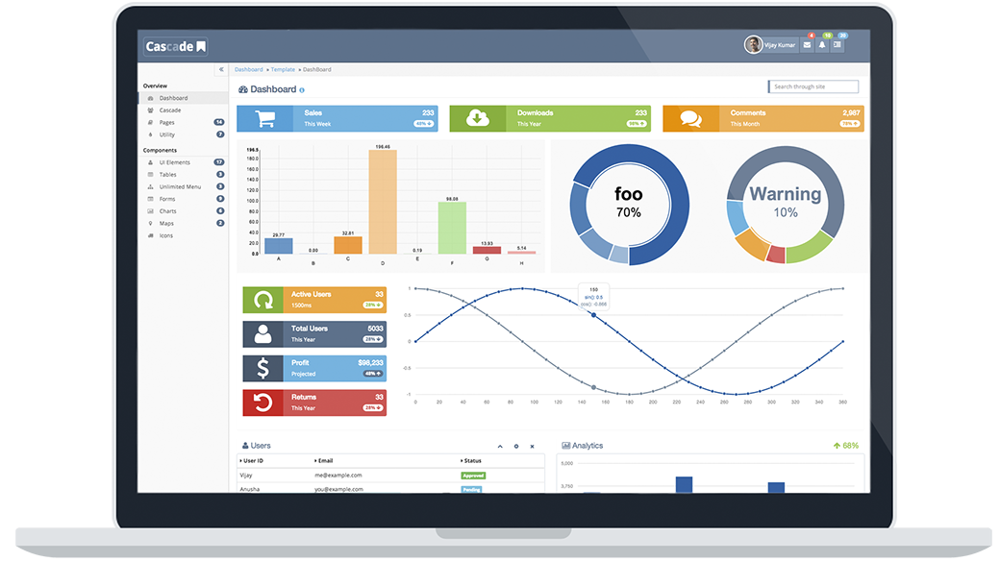 Cascade
Vijay Kumar
4
10
30
Dashboard » Template » DashBoard
Overview
Dashboard
Cascade
Pages 14
Utility 7
Components
UI Elements 17
Tables 3
Unlimited Menu 3
Forms 9
Charts 4
Maps 2
Icons
Dashboard
Search through site
Sales 233
This Week 48%
Downloads 233
This Year 98%
Comments 2,987
This Month 78%
196.5
180.0
160.0
140.0
120.0
100.0
80.0
60.0
40.0
20.0
0.0
29.77
0.00
32.81
196.46
0.19
98.08
13.93
5.14
A
B
C
D
E
F
G
H
foo
70%
Warning
10%
Active Users 33
1500ms 28%
Total Users 5033
This Year 28%
Profit $98,233
Projected 48%
Returns 33
This Year 28%
1
0.5
0
-0.5
-1
150
sin(): 0.5
cos(): -0.866
0 20 40 60 80 100 120 140 160 180 200 220 240 260 280 300 320 340 360
Users
User ID Email Status
Vijay me@example.com Approved
Anusha you@example.com Pending
Analytics 68%
5,000
3,750